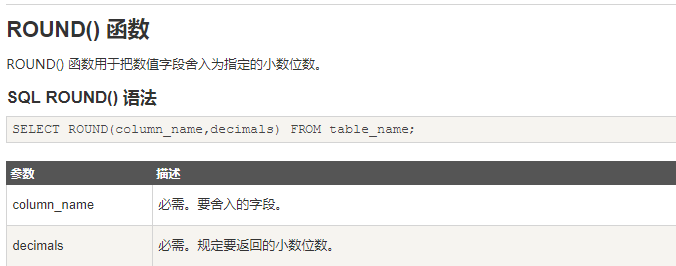 ROUND() 函数
ROUND() 函数用于把数值字段舍入为指定的小数位数。
SQL ROUND() 语法
SELECT ROUND(column_name,decimals) FROM table_name;
参数 描述
column_name 必需。要舍入的字段。
decimals 必需。规定要返回的小数位数。